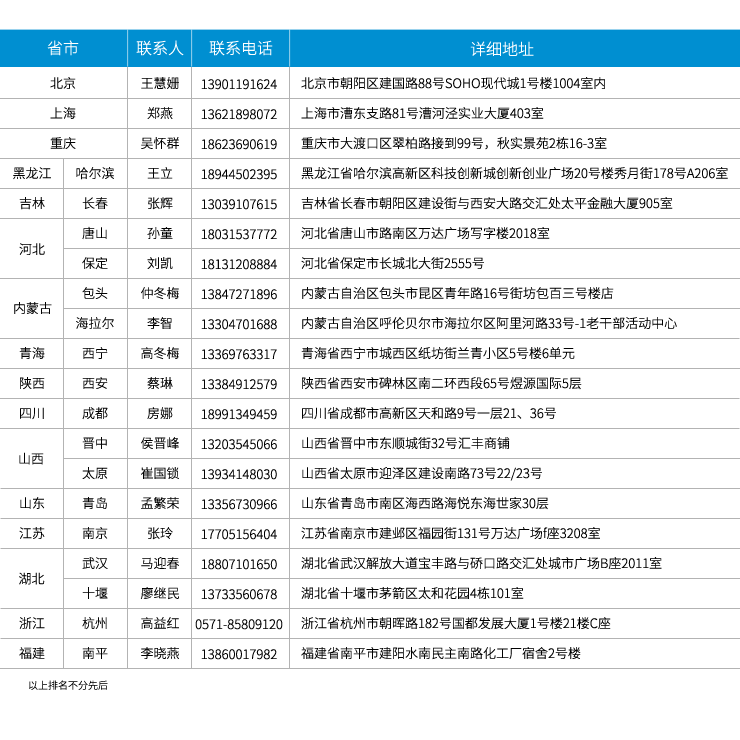 省市 联系人 联系电话 详细地址
北京 王慧姗 13901191624 北京市朝阳区建国路88号SOHO现代城1号楼1004室内
上海 郑燕 13621898072 上海市漕东支路81号漕河泾实业大厦403室
重庆 吴怀群 18623690619 重庆市大渡口区翠柏路接到99号，秋实景苑2栋16-3室
黑龙江 哈尔滨 王立 18944502395 黑龙江省哈尔滨高新区科技创新城创新创业广场20号楼秀月街178号A206室
吉林 长春 张辉 13039107615 吉林省长春市朝阳区建设街与西安大路交汇处太平金融大厦905室
河北 唐山 孙童 18031537772 河北省唐山市路南区万达广场写字楼2018室
保定 刘凯 18131208884 河北省保定市长城北大街2555号
内蒙古 包头 仲冬梅 13847271896 内蒙古自治区包头市昆区青年路16号街坊包百三号楼店
海拉尔 李智 13304701688 内蒙古自治区呼伦贝尔市海拉尔区阿里河路33号-1老干部活动中心
青海 西宁 高冬梅 13369763317 青海省西宁市城西区纸坊街兰青小区5号楼6单元
陕西 西安 蔡琳 13384912579 陕西省西安市碑林区南二环西段65号煜源国际5层
四川 成都 房娜 18991349459 四川省成都市高新区天和路9号一层21、36号
山西 晋中 侯晋峰 13203545066 山西省晋中市东顺城街32号汇丰商铺
太原 崔国锁 13934148030 山西省太原市迎泽区建设南路73号22/23号
山东 青岛 孟繁荣 13356730966 山东省青岛市南区海西路海悦东海世家30层
江苏 南京 张玲 17705156404 江苏省南京市建邺区福园街131号万达广场f座3208室
湖北 武汉 马迎春 18807101650 湖北省武汉解放大道宝丰路与硚口路交汇处城市广场B座2011室
十堰 廖继民 13733560678 湖北省十堰市茅箭区太和花园4栋101室
浙江 杭州 高益红 0571-85809120 浙江省杭州市朝晖路182号国都发展大厦1号楼21楼C座
福建 南平 李晓燕 13860017982 福建省南平市建阳水南民主南路化工厂宿舍2号楼
以上排名不分先后